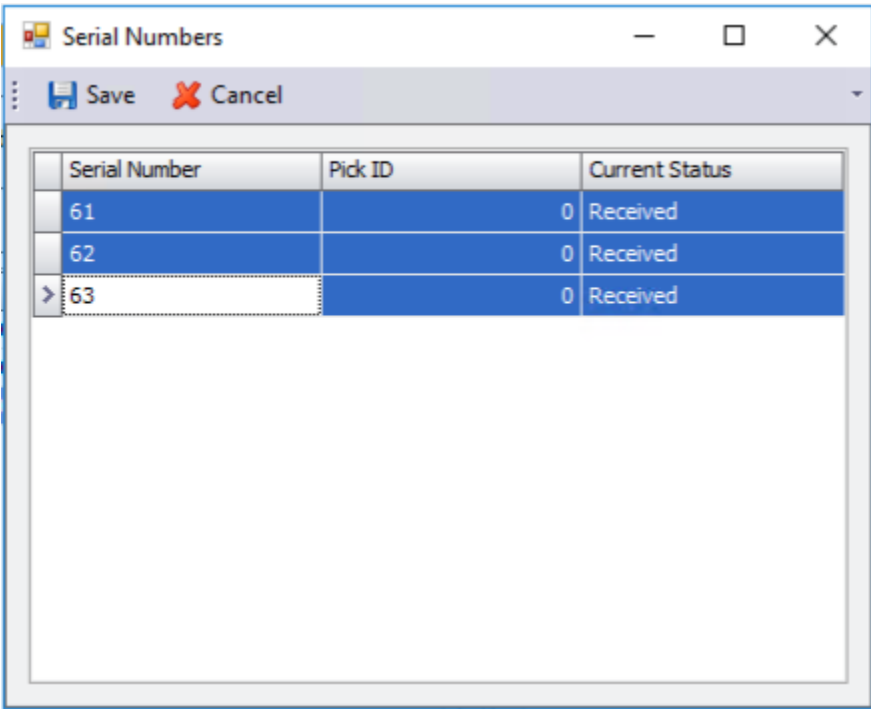 Serial Numbers
Save Cancel
Serial Number Pick ID Current Status
61 0 Received
62 0 Received
63 0 Received